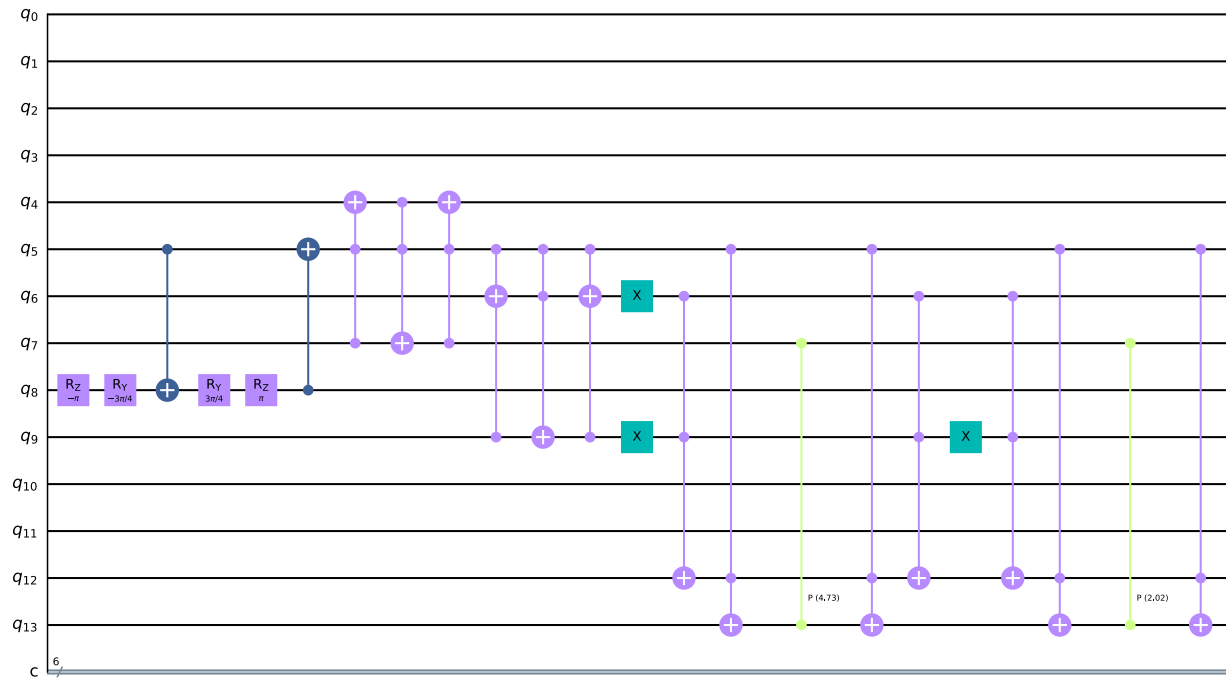 q0
q1
q2
q3
q4
q5
q6 X
q7
P (4.73) P (2.02)
q8 RZ −π RY −3π/4 RY 3π/4 RZ π
q9 X X
q10
q11
q12
q13
6
c